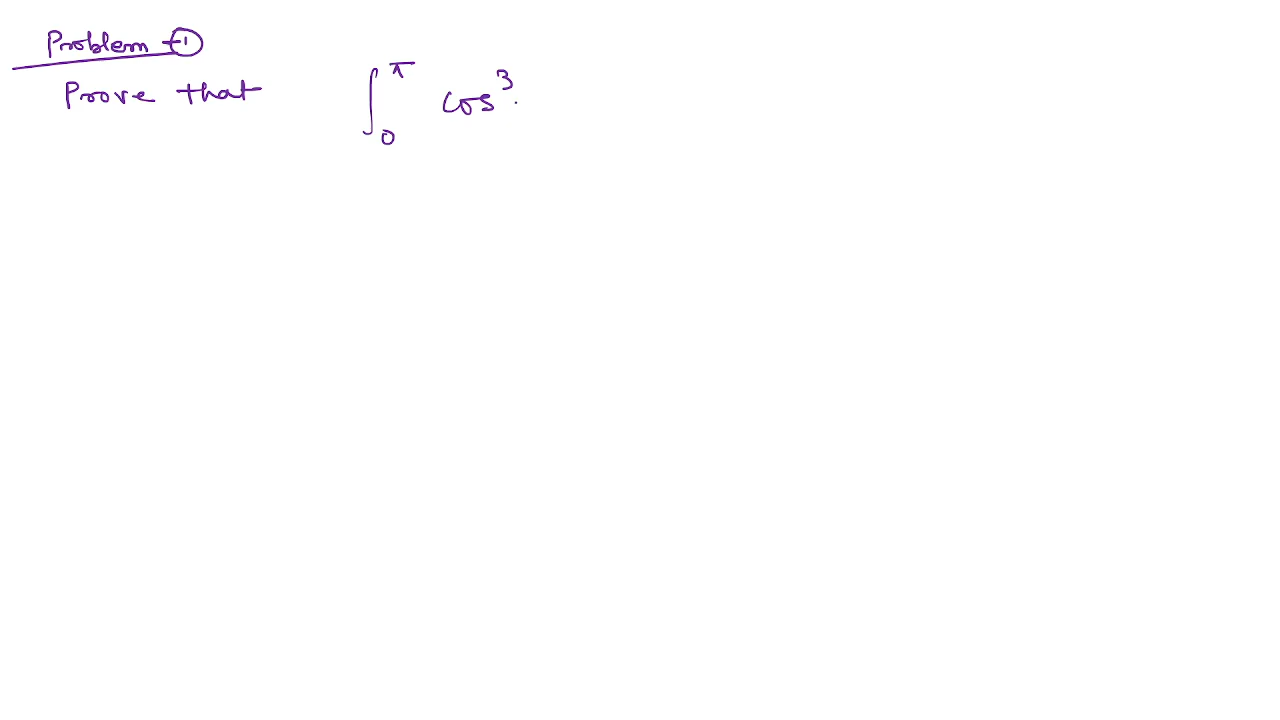 Problem - ①
Prove that ∫₀^π cos³